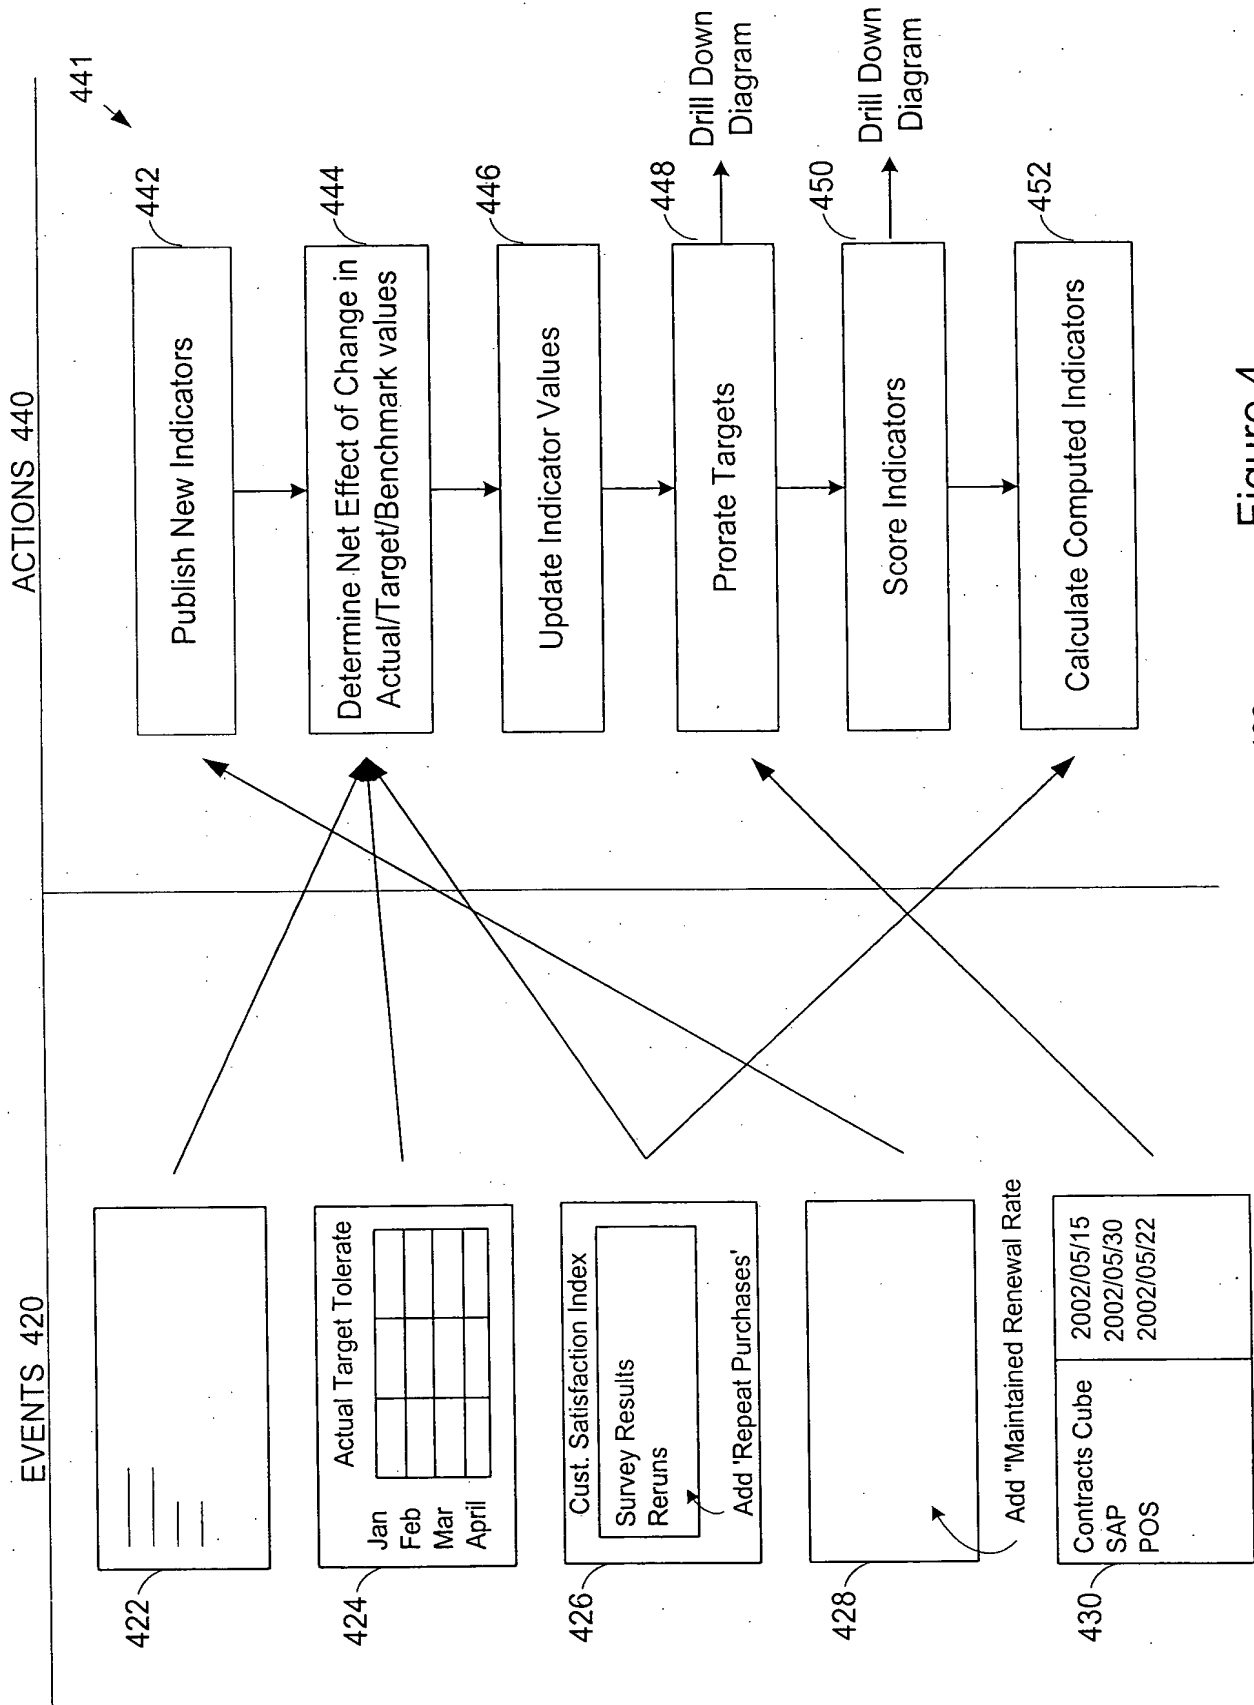 EVENTS 420
ACTIONS 440
441
422
424
Actual Target Tolerate
Jan
Feb
Mar
April
426
Cust. Satisfaction Index
Survey Results
Reruns
Add 'Repeat Purchases'
428
Add "Maintained Renewal Rate
430
Contracts Cube
SAP
POS
2002/05/15
2002/05/30
2002/05/22
442
Publish New Indicators
444
Determine Net Effect of Change in
Actual/Target/Benchmark values
446
Update Indicator Values
448
Prorate Targets
Drill Down
Diagram
450
Score Indicators
Drill Down
Diagram
452
Calculate Computed Indicators
Figure 4